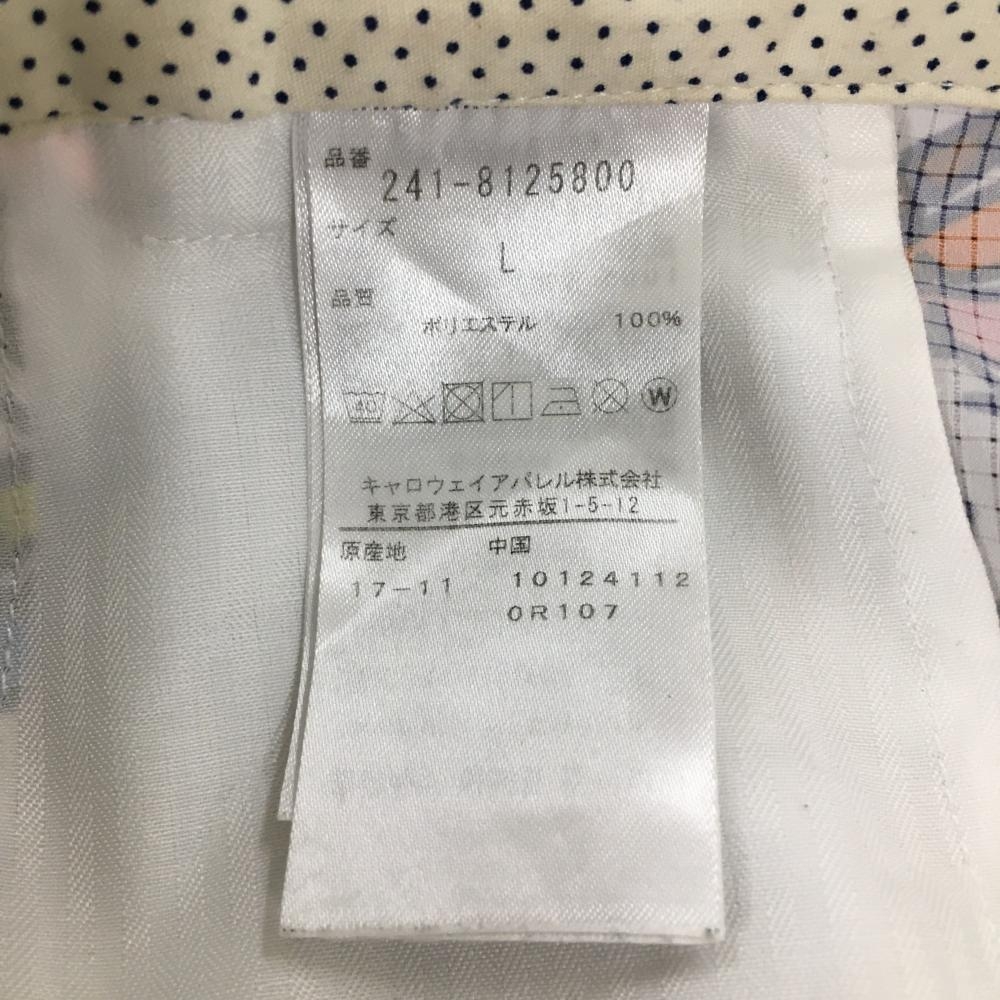 品番
241-8125800
サイズ
L
品質
ポリエステル 100%
40 W
キャロウェイアパレル株式会社
東京都港区元赤坂1-5-12
原産地 中国
17-11 10124112
0R107